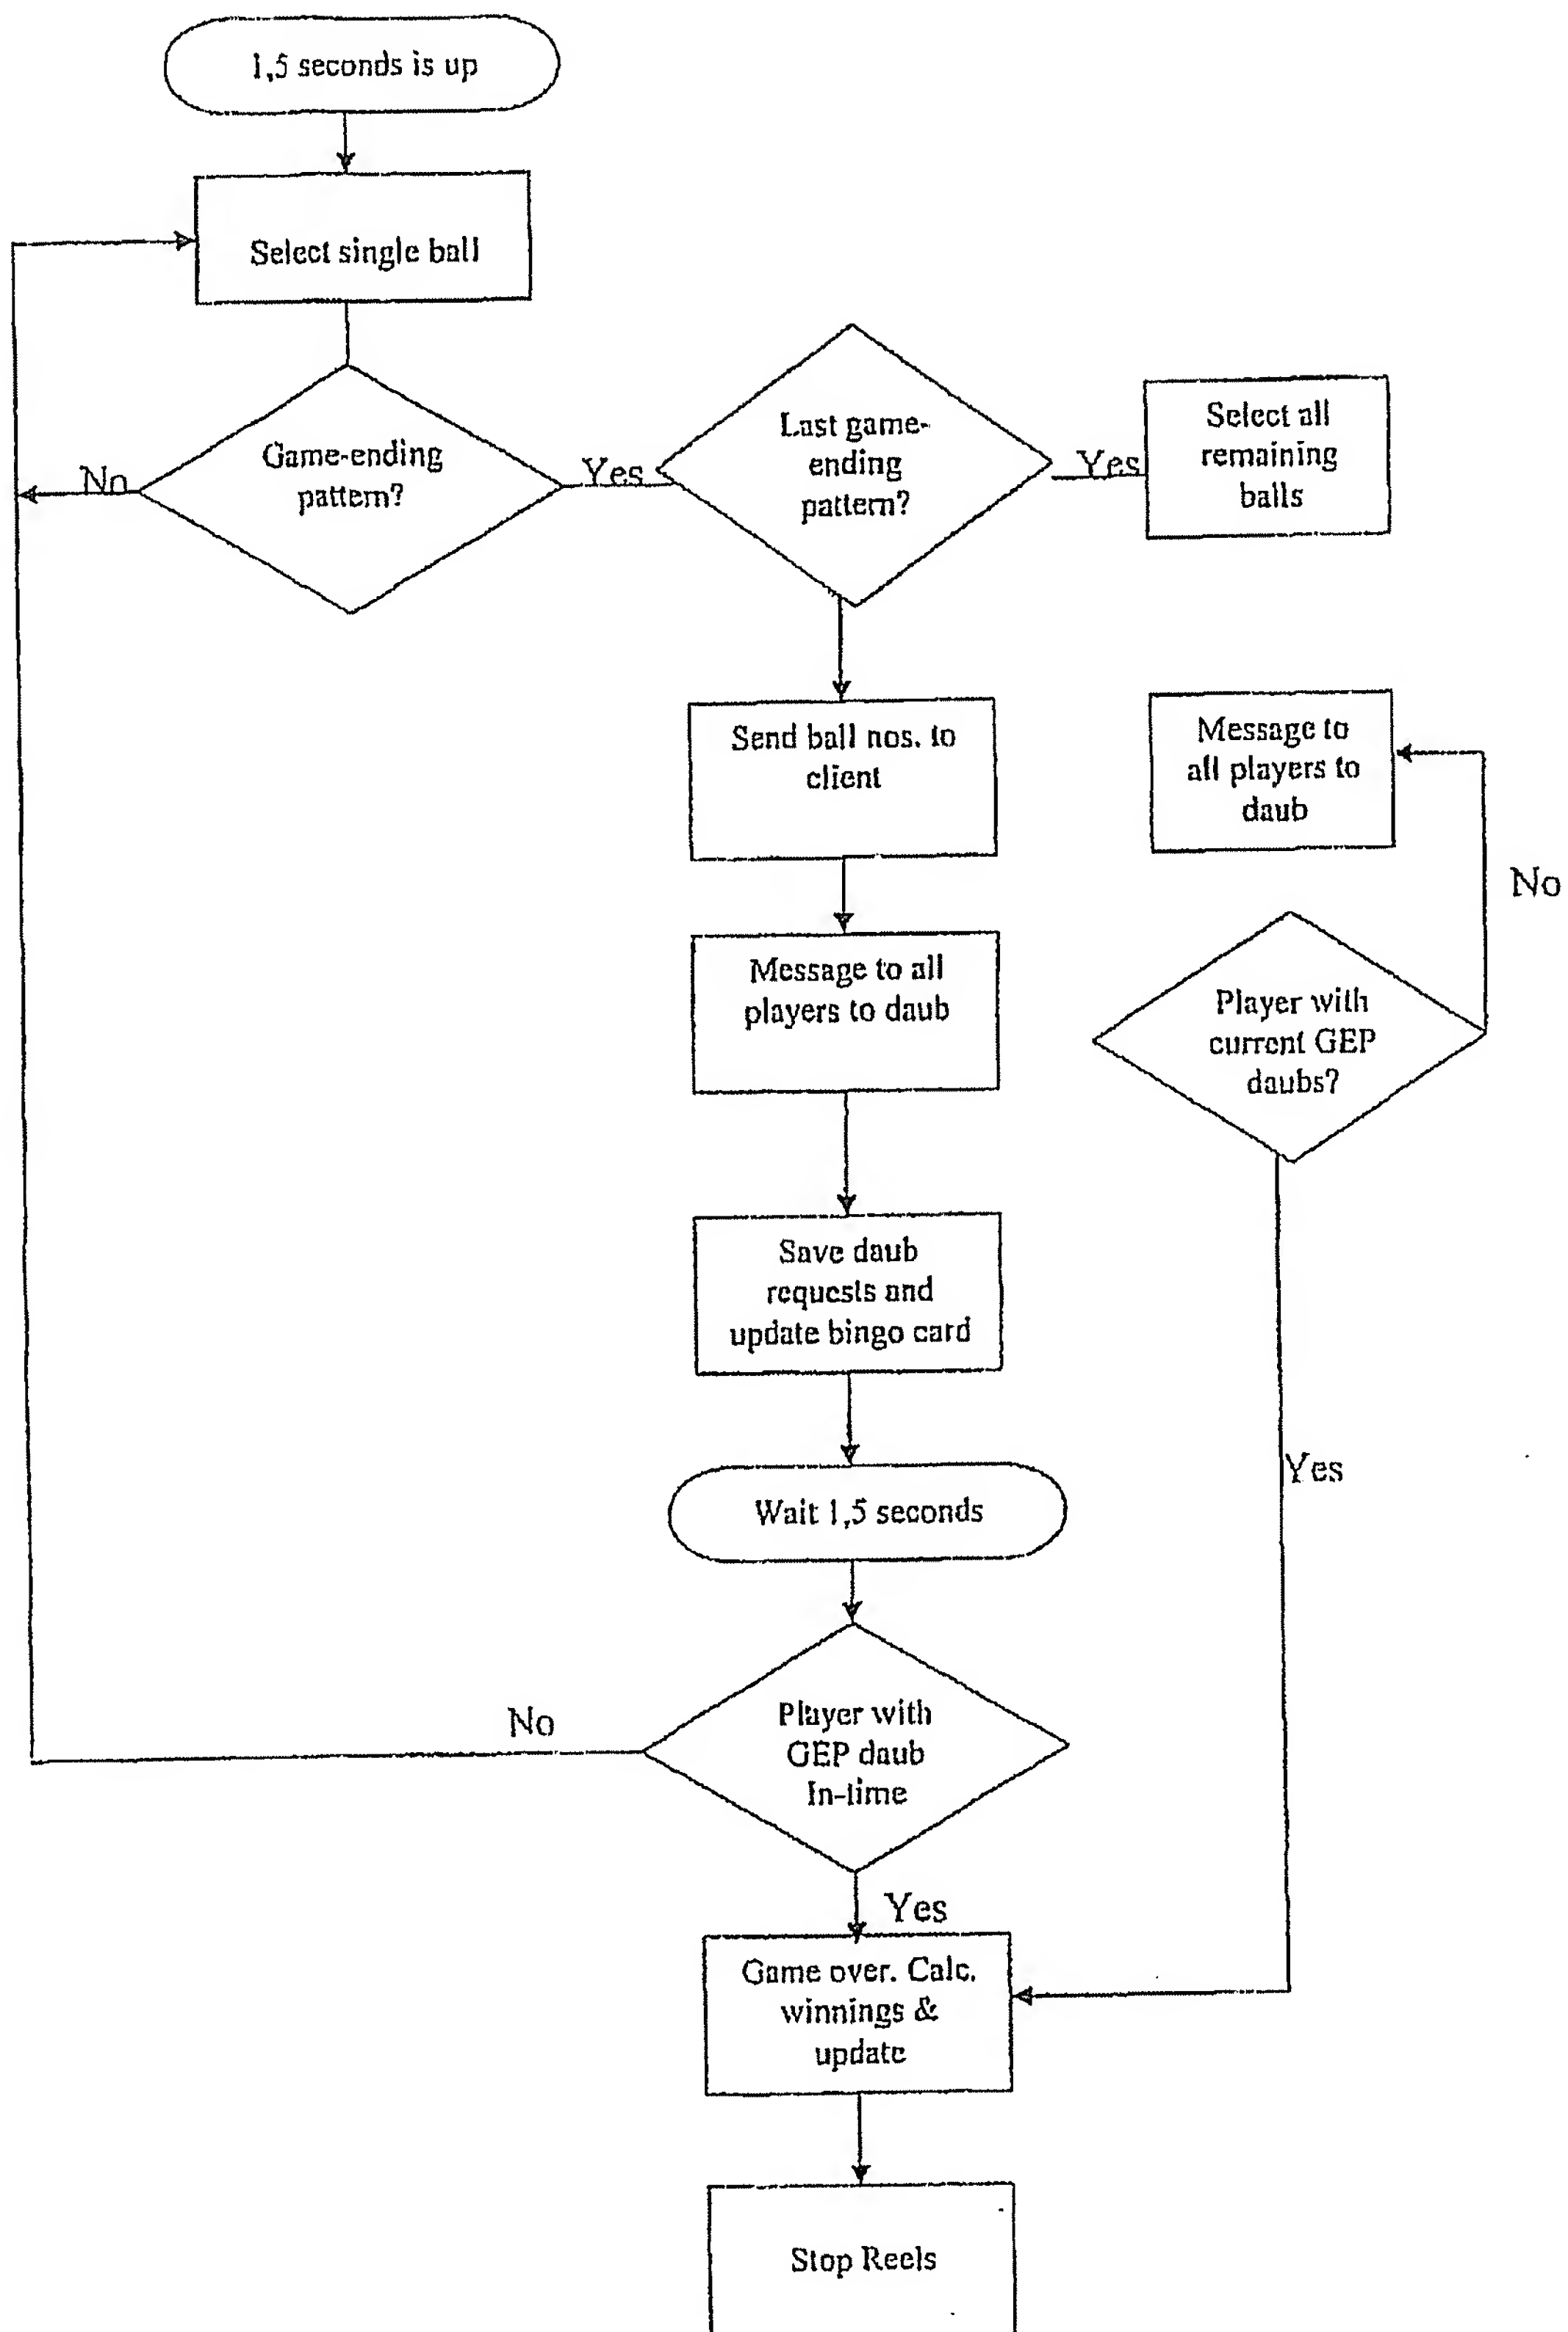 1,5 seconds is up
Select single ball
Game-ending
pattern?
No
Yes
Last game-
ending
pattern?
Yes
Select all
remaining
balls
Send ball nos. to
client
Message to
all players to
daub
No
Message to all
players to daub
Player with
current GEP
daubs?
Save daub
requests and
update bingo card
Yes
Wait 1,5 seconds
Player with
GEP daub
In-time
No
Yes
Game over. Calc.
winnings &
update
Stop Reels